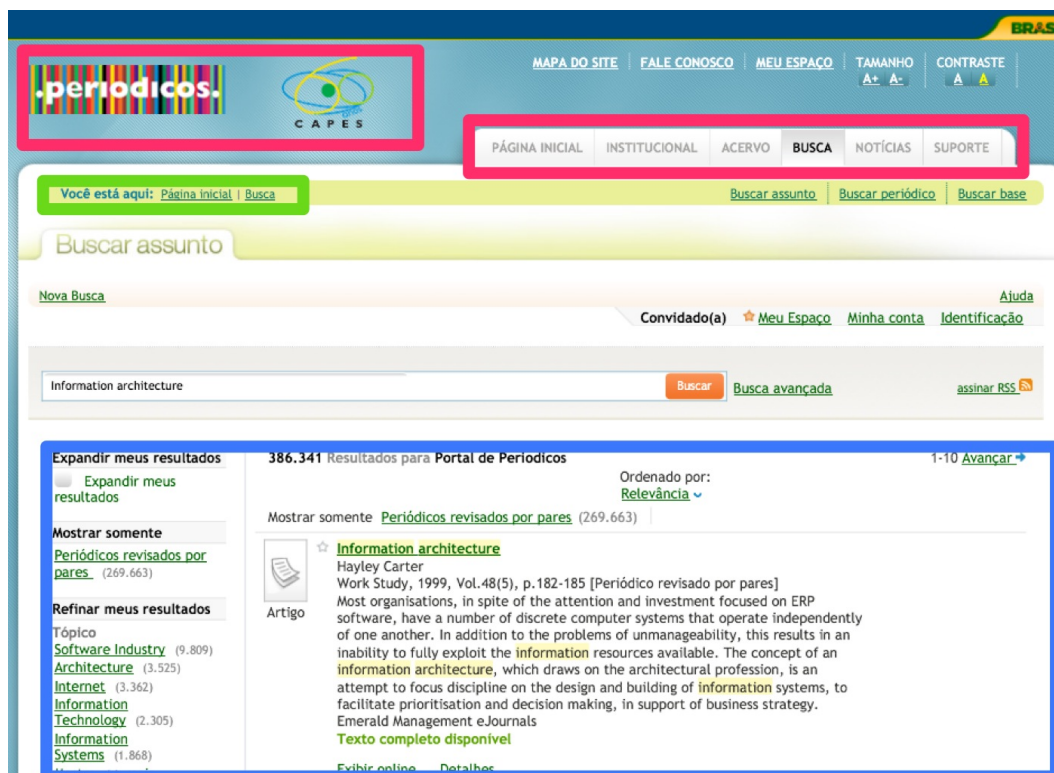 BRAS
MAPA DO SITE FALE CONOSCO MEU ESPAÇO TAMANHO CONTRASTE
A+ A- A A
.periodicos.
CAPES
PÁGINA INICIAL INSTITUCIONAL ACERVO BUSCA NOTÍCIAS SUPORTE
Você está aqui: Página inicial | Busca Buscar assunto Buscar periódico Buscar base
Buscar assunto
Nova Busca Ajuda
Convidado(a) Meu Espaço Minha conta Identificação
Information architecture Buscar Busca avançada assinar RSS
Expandir meus resultados
Expandir meus
resultados
Mostrar somente
Periódicos revisados por
pares (269.663)
Refinar meus resultados
Tópico
Software Industry (9.809)
Architecture (3.525)
Internet (3.362)
Information
Technology (2.305)
Information
Systems (1.868)
386.341 Resultados para Portal de Periodicos 1-10 Avançar
Ordenado por:
Relevância
Mostrar somente Periódicos revisados por pares (269.663)
Artigo
Information architecture
Hayley Carter
Work Study, 1999, Vol.48(5), p.182-185 [Periódico revisado por pares]
Most organisations, in spite of the attention and investment focused on ERP
software, have a number of discrete computer systems that operate independently
of one another. In addition to the problems of unmanageability, this results in an
inability to fully exploit the information resources available. The concept of an
information architecture, which draws on the architectural profession, is an
attempt to focus discipline on the design and building of information systems, to
facilitate prioritisation and decision making, in support of business strategy.
Emerald Management eJournals
Texto completo disponível
Exibir online Detalhes